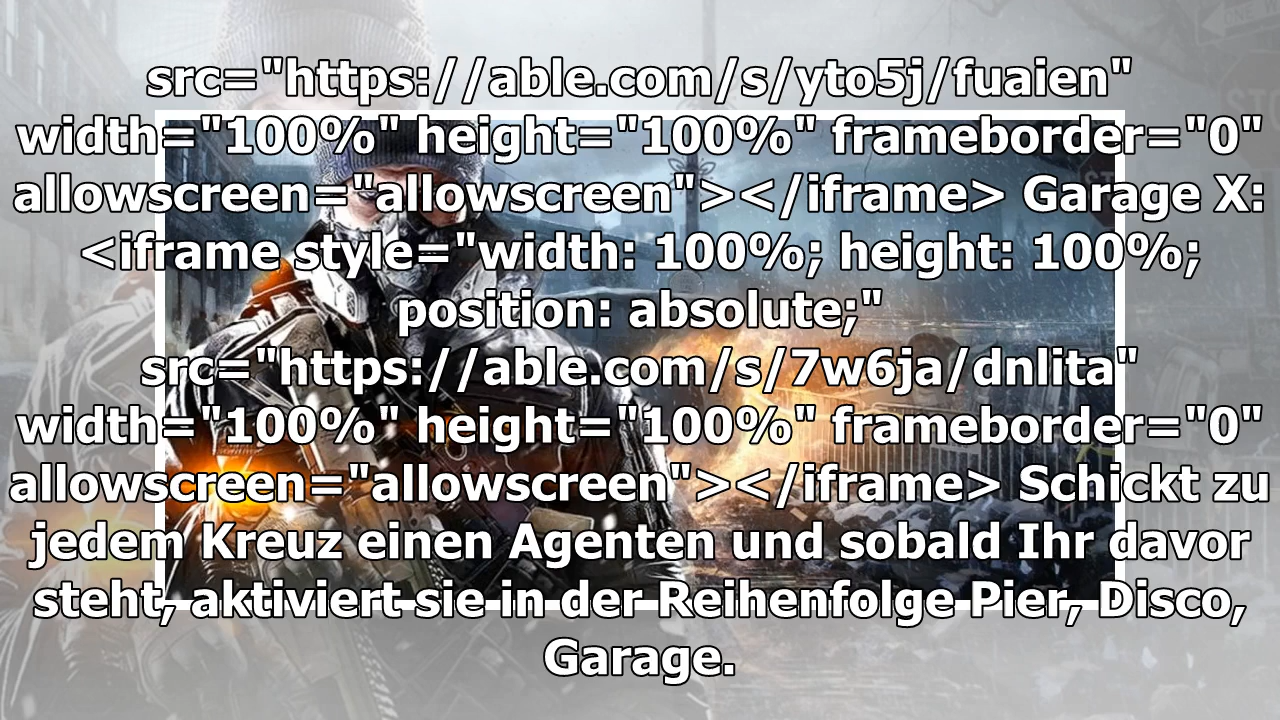 src="https://able.com/s/yto5j/fuaien"
width="100%" height="100%" frameborder="0"
allowscreen="allowscreen"></iframe> Garage X:
<iframe style="width: 100%; height: 100%;
position: absolute;"
src="https://able.com/s/7w6ja/dnlita"
width="100%" height="100%" frameborder="0"
allowscreen="allowscreen"></iframe> Schickt zu
jedem Kreuz einen Agenten und sobald Ihr davor
steht, aktiviert sie in der Reihenfolge Pier, Disco,
Garage.